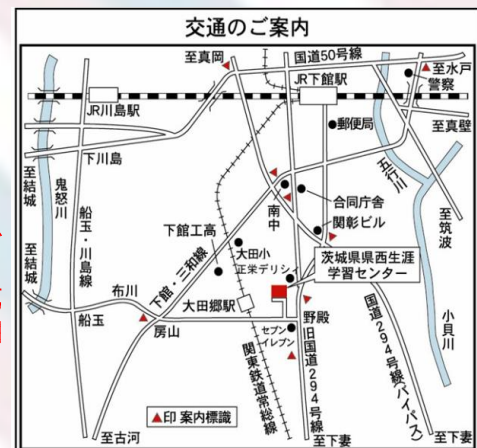 交通のご案内
至真岡
国道50号線
JR下館駅
至水戸
警察
JR川島駅
郵便局
至真壁
下川島
五行川
至結城
鬼怒川
船玉・川島線
南中
合同庁舎
関彰ビル
至筑波
下館工高
大田小
正栄デリシィ
茨城県県西生涯
学習センター
至結城
下館・三和線
布川
大田郷駅
船玉
房山
野殿
セブン
イレブン
小貝川
関東鉄道常総線
旧国道294号線
国道294号線(バイパス)
▲印 案内標識
至古河
至下妻
至下妻